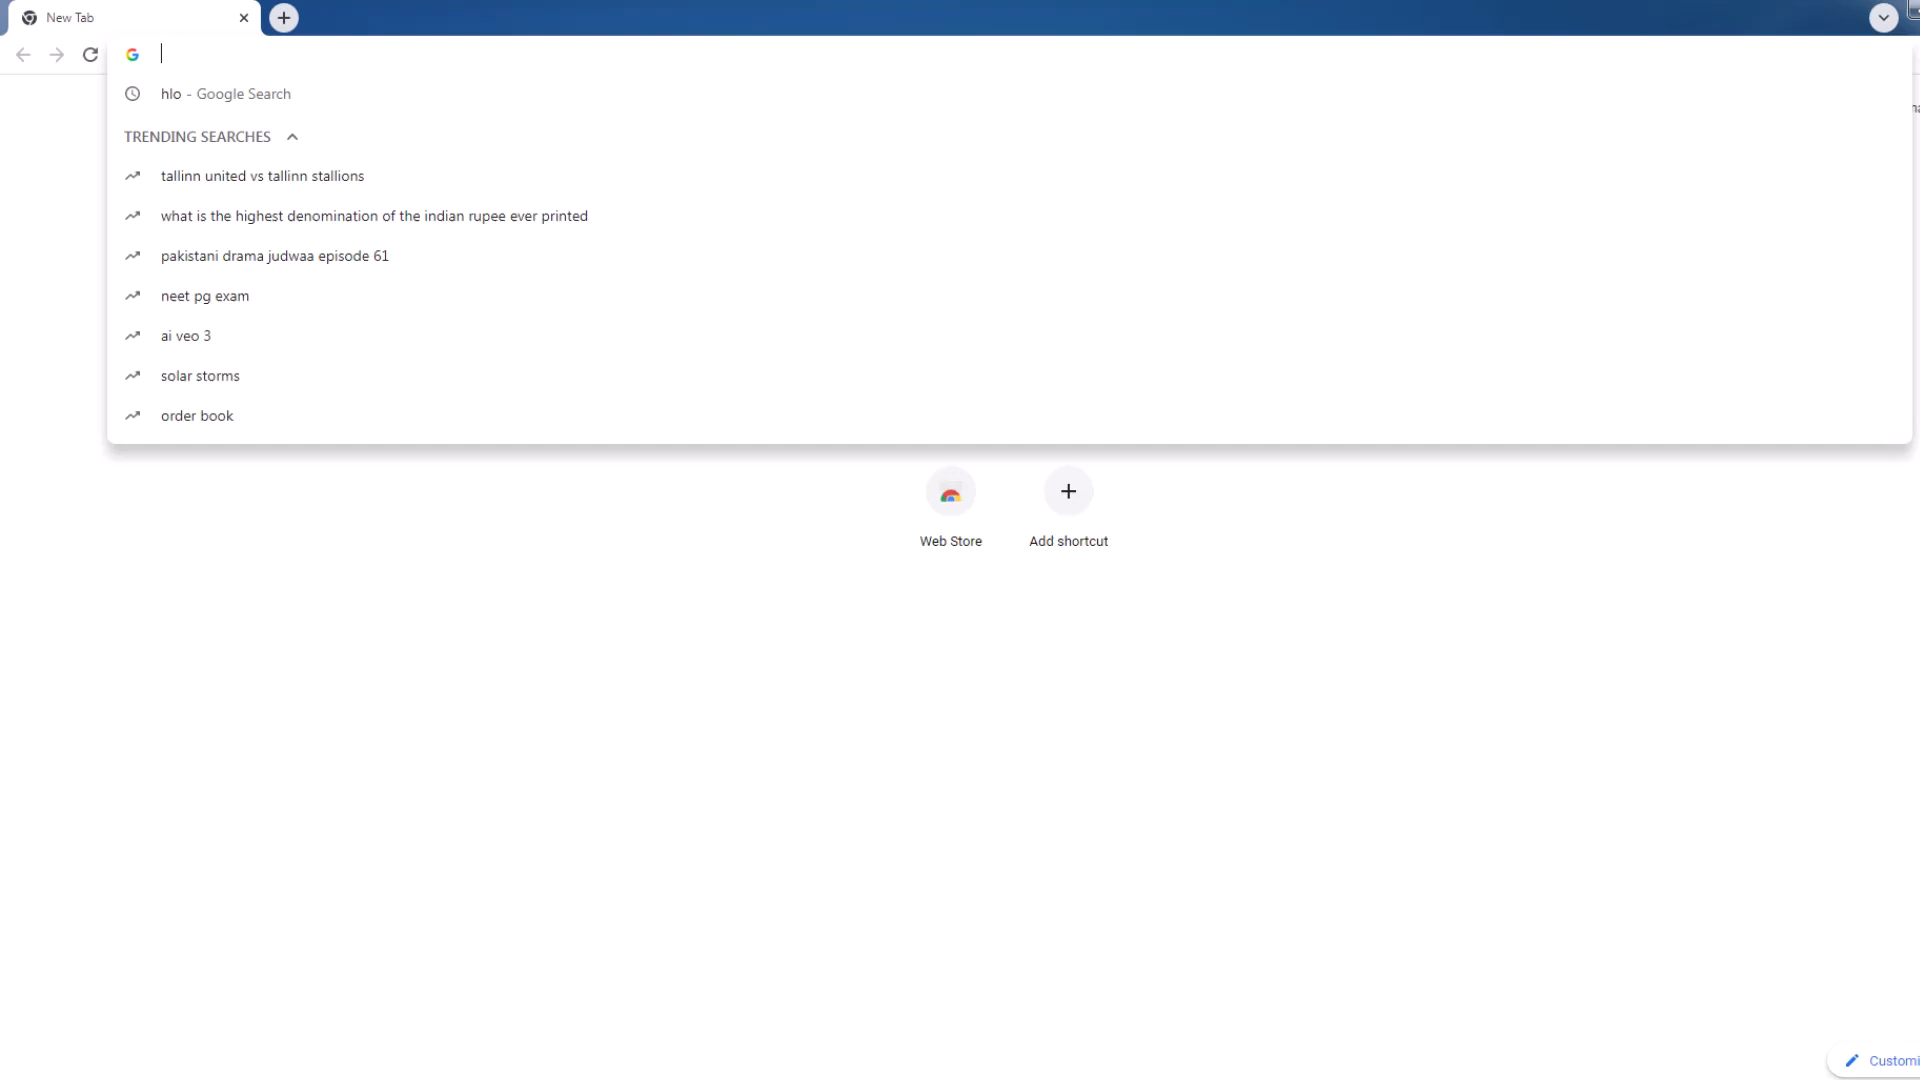 New Tab
hlo - Google Search
TRENDING SEARCHES
tallinn united vs tallinn stallions
what is the highest denomination of the indian rupee ever printed
pakistani drama judwaa episode 61
neet pg exam
ai veo 3
solar storms
order book
Web Store
Add shortcut
Customi